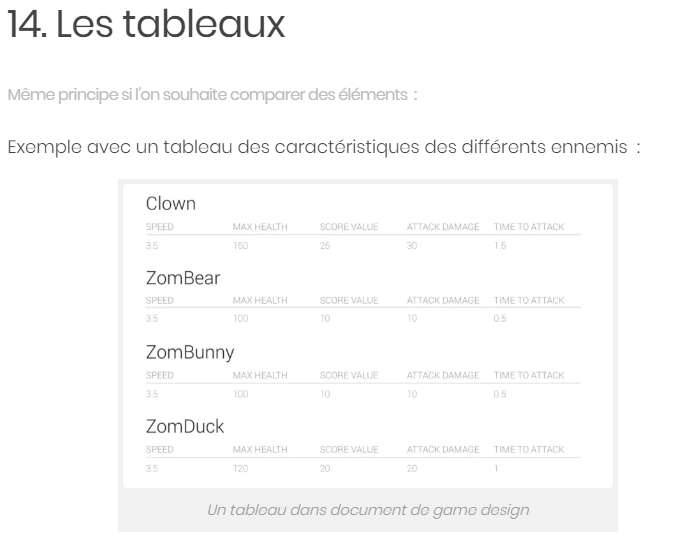 14. Les tableaux
Même principe si l'on souhaite comparer des éléments :
Exemple avec un tableau des caractéristiques des différents ennemis :
Clown
SPEED MAX HEALTH SCORE VALUE ATTACK DAMAGE TIME TO ATTACK
3.5 150 25 30 1.5
ZomBear
SPEED MAX HEALTH SCORE VALUE ATTACK DAMAGE TIME TO ATTACK
3.5 100 10 10 0.5
ZomBunny
SPEED MAX HEALTH SCORE VALUE ATTACK DAMAGE TIME TO ATTACK
3.5 100 10 10 0.5
ZomDuck
SPEED MAX HEALTH SCORE VALUE ATTACK DAMAGE TIME TO ATTACK
3.5 120 20 20 1
Un tableau dans document de game design